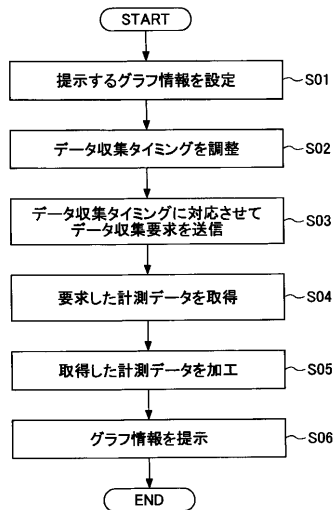 START
提示するグラフ情報を設定
S01
データ収集タイミングを調整
S02
データ収集タイミングに対応させて
データ収集要求を送信
S03
要求した計測データを取得
S04
取得した計測データを加工
S05
グラフ情報を提示
S06
END